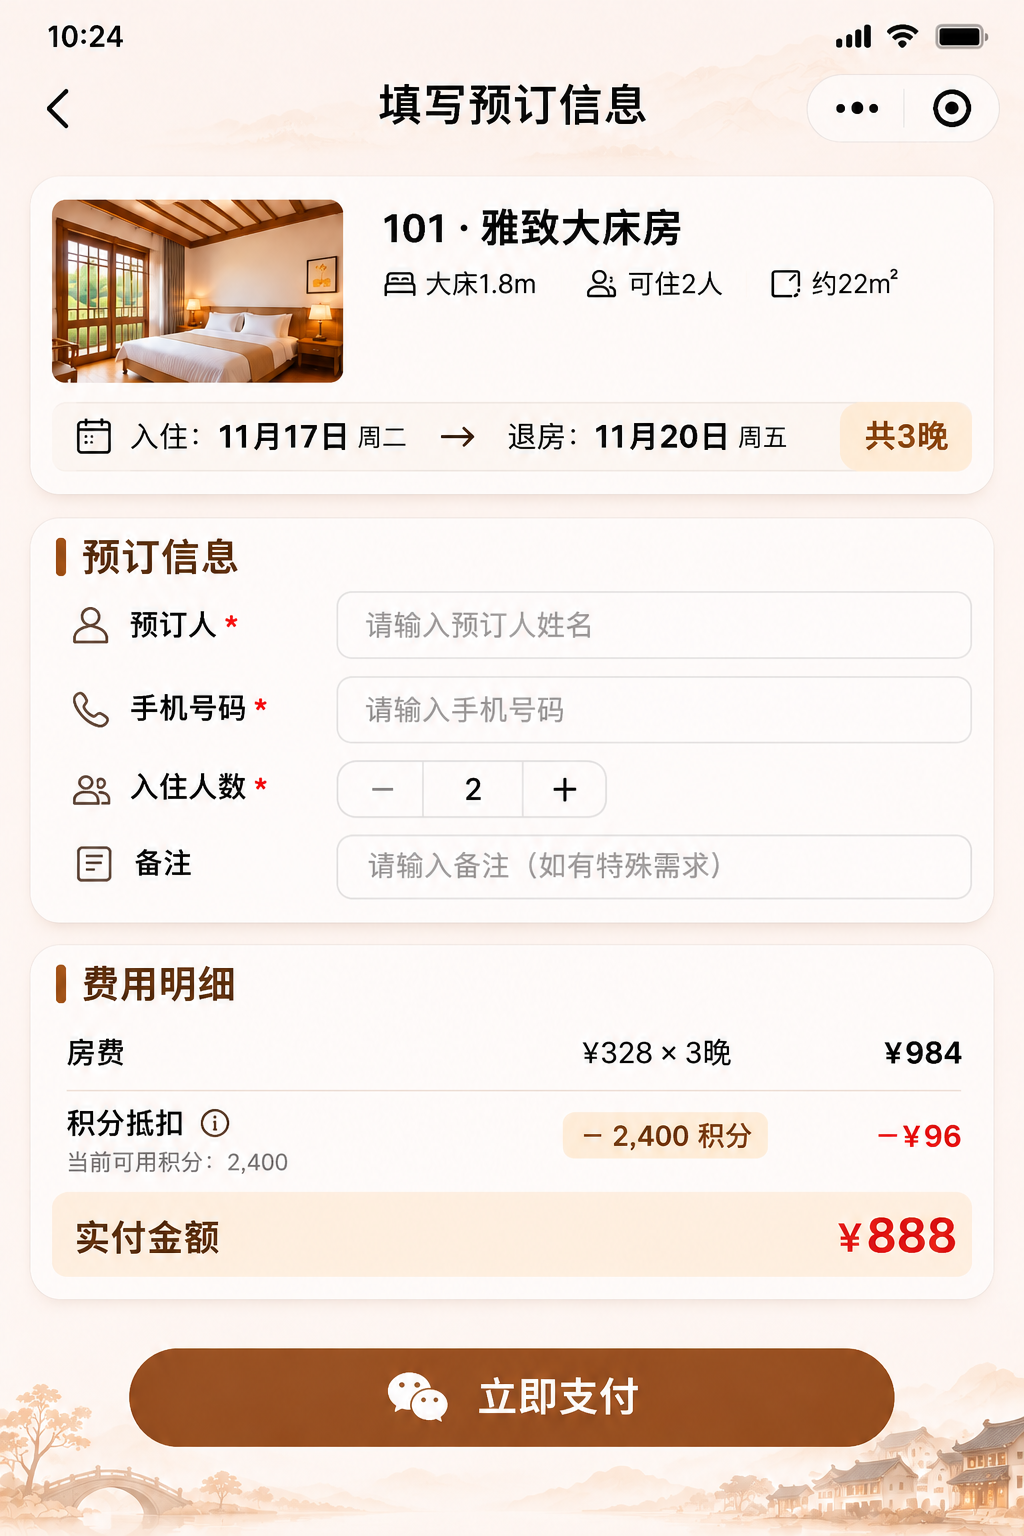 10:24
填写预订信息
101 · 雅致大床房
大床1.8m 可住2人 约22m²
入住：11月17日 周二 → 退房：11月20日 周五 共3晚
预订信息
预订人 * 请输入预订人姓名
手机号码 * 请输入手机号码
入住人数 * − 2 +
备注 请输入备注（如有特殊需求）
费用明细
房费 ¥328 × 3晚 ¥984
积分抵扣 − 2,400 积分 −¥96
当前可用积分：2,400
实付金额 ¥888
立即支付